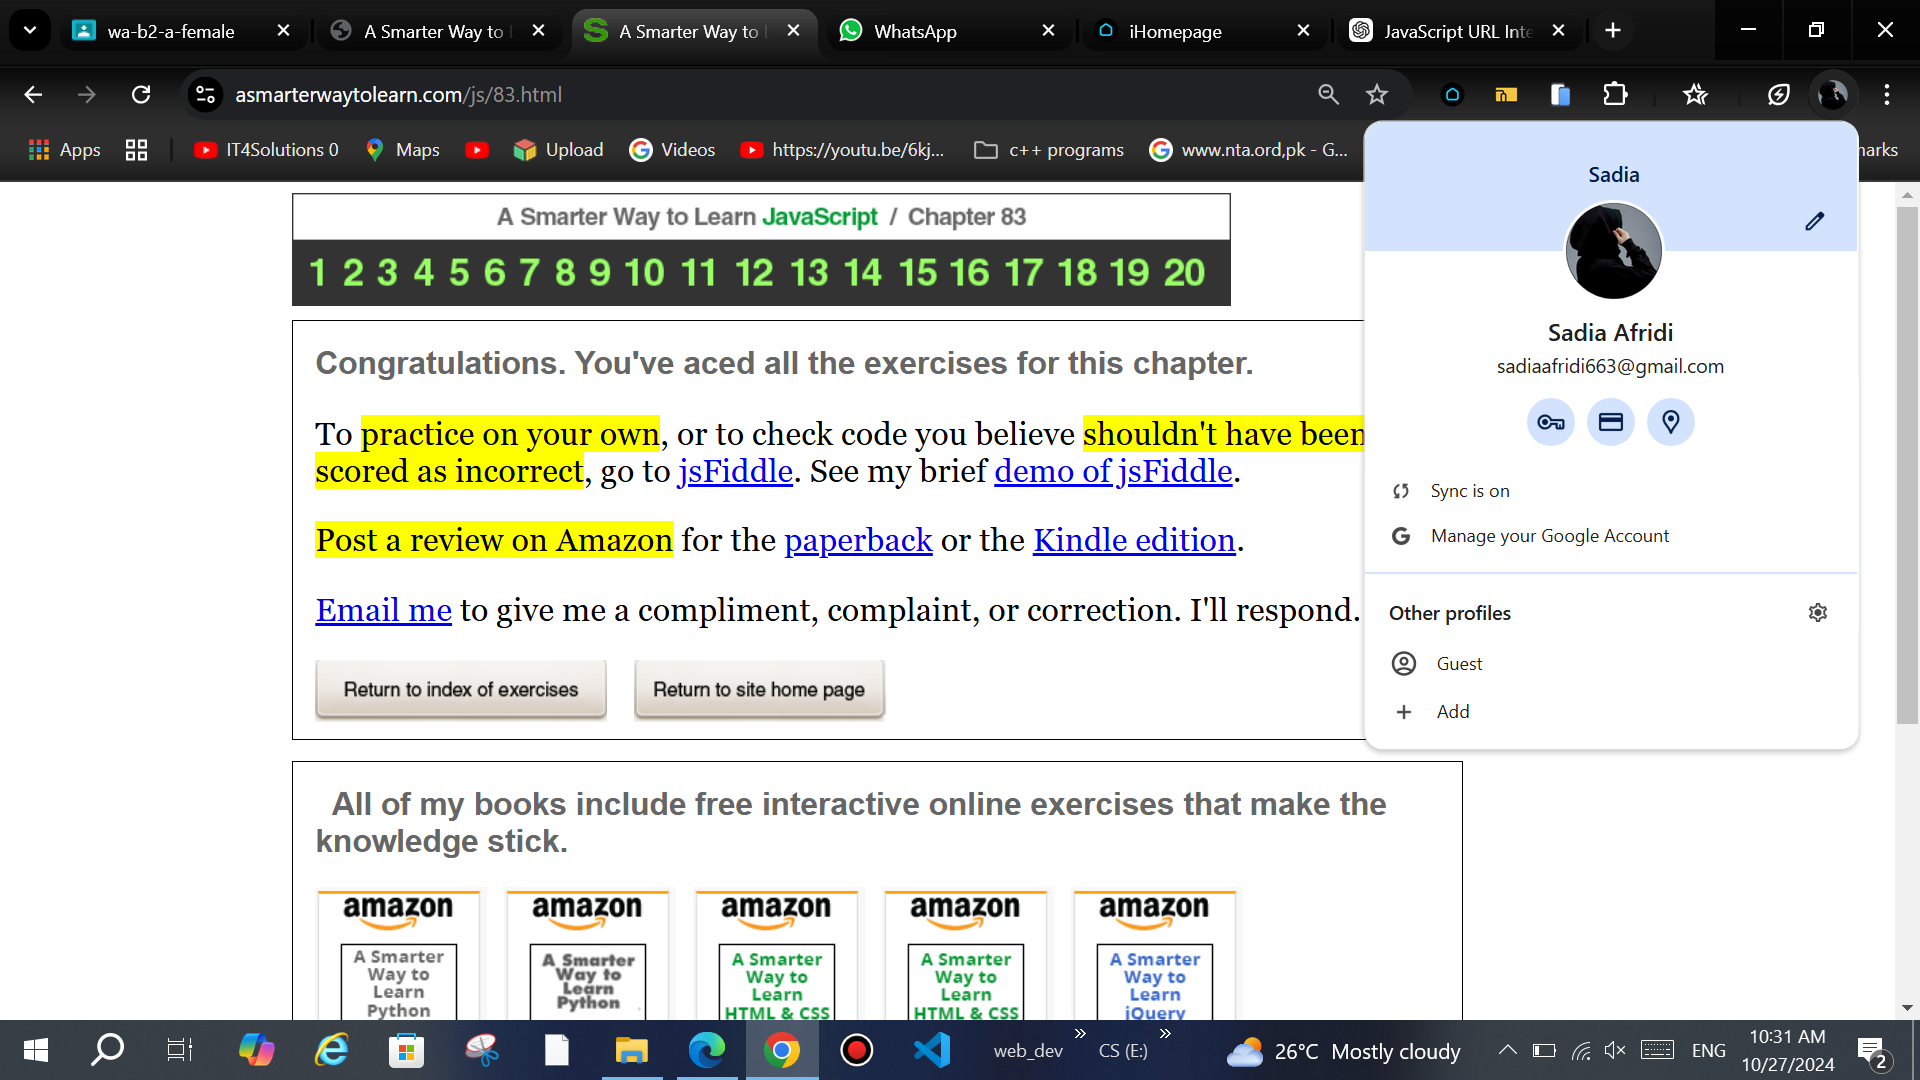 wa-b2-a-female
A Smarter Way to L
A Smarter Way to L
WhatsApp
iHomepage
JavaScript URL Inte
asmarterwaytolearn.com/js/83.html
Apps
IT4Solutions 0
Maps
Upload
Videos
https://youtu.be/6kj...
c++ programs
www.nta.ord,pk - G...
narks
A Smarter Way to Learn JavaScript / Chapter 83
1 2 3 4 5 6 7 8 9 10 11 12 13 14 15 16 17 18 19 20
Congratulations. You've aced all the exercises for this chapter.
To practice on your own, or to check code you believe shouldn't have been
scored as incorrect, go to jsFiddle. See my brief demo of jsFiddle.
Post a review on Amazon for the paperback or the Kindle edition.
Email me to give me a compliment, complaint, or correction. I'll respond.
Return to index of exercises
Return to site home page
Sadia
Sadia Afridi
sadiaafridi663@gmail.com
Sync is on
Manage your Google Account
Other profiles
Guest
Add
All of my books include free interactive online exercises that make the
knowledge stick.
amazon
A Smarter
Way to
Learn
Python
amazon
A Smarter
Way to
Learn
Python
amazon
A Smarter
Way to
Learn
HTML & CSS
amazon
A Smarter
Way to
Learn
HTML & CSS
amazon
A Smarter
Way to
Learn
jQuery
web_dev
CS (E:)
26°C Mostly cloudy
ENG
10:31 AM
10/27/2024
2